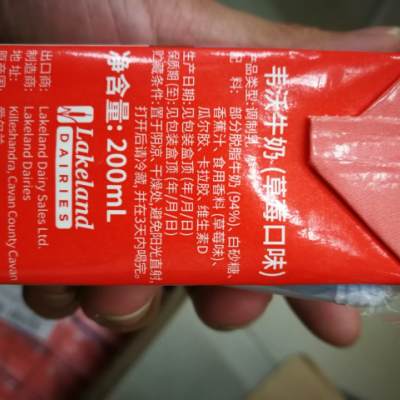 韦沃牛奶 (草莓口味)
产品类型: 调制乳
配 料: 部分脱脂牛奶 (94%)、白砂糖、
香蕉汁、食用香料 (草莓味)、
瓜尔胶、卡拉胶、维生素D
生产日期: 见包装盒顶 (年/月/日)
保质期 (至): 见包装盒顶 (年/月/日)
贮藏条件: 置于阴凉、干燥处, 避免阳光直射,
打开后请冷藏, 并在3天内喝完。
净含量: 200mL
Lakeland
DAIRIES
出口商: Lakeland Dairy Sales Ltd.
制造商: Lakeland Dairies
地址: Killeshandra, Cavan County Cavan